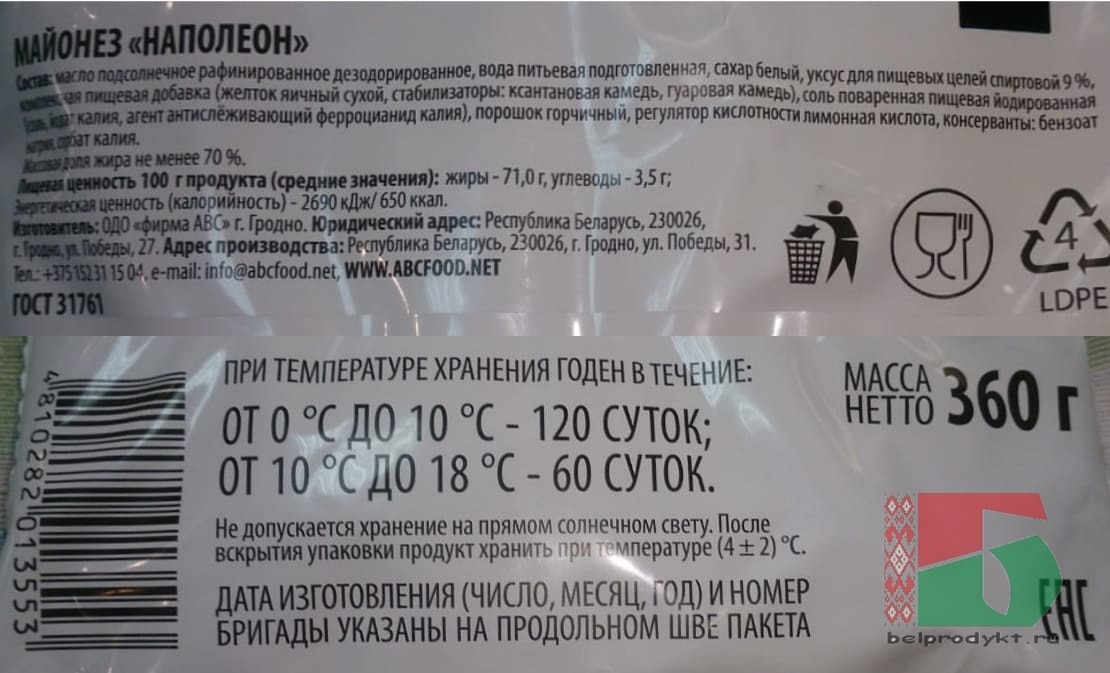 МАЙОНЕЗ «НАПОЛЕОН»
Состав: масло подсолнечное рафинированное дезодорированное, вода питьевая подготовленная, сахар белый, уксус для пищевых целей спиртовой 9 %,
комплексная пищевая добавка (желток яичный сухой, стабилизаторы: ксантановая камедь, гуаровая камедь), соль поваренная пищевая йодированная
(соль, йодат калия, агент антислёживающий ферроцианид калия), порошок горчичный, регулятор кислотности лимонная кислота, консерванты: бензоат
натрия, сорбат калия.
Массовая доля жира не менее 70 %.
Пищевая ценность 100 г продукта (средние значения): жиры - 71,0 г, углеводы - 3,5 г;
Энергетическая ценность (калорийность) - 2690 кДж/ 650 ккал.
Изготовитель: ОДО «фирма АВС» г. Гродно. Юридический адрес: Республика Беларусь, 230026,
г. Гродно, ул. Победы, 27. Адрес производства: Республика Беларусь, 230026, г. Гродно, ул. Победы, 31.
Тел.: +375 152 31 15 04, e-mail: info@abcfood.net, WWW.ABCFOOD.NET
ГОСТ 31761
4
LDPE
ПРИ ТЕМПЕРАТУРЕ ХРАНЕНИЯ ГОДЕН В ТЕЧЕНИЕ:
ОТ 0 °С ДО 10 °С - 120 СУТОК;
ОТ 10 °С ДО 18 °С - 60 СУТОК.
МАССА
НЕТТО 360 г
Не допускается хранение на прямом солнечном свету. После
вскрытия упаковки продукт хранить при температуре (4 ± 2) °С.
ДАТА ИЗГОТОВЛЕНИЯ (ЧИСЛО, МЕСЯЦ, ГОД) И НОМЕР
БРИГАДЫ УКАЗАНЫ НА ПРОДОЛЬНОМ ШВЕ ПАКЕТА
4810282013553
ЕАС
belprodykt.ru